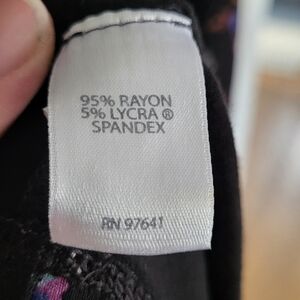 95% RAYON
5% LYCRA ®
SPANDEX
RN 97641